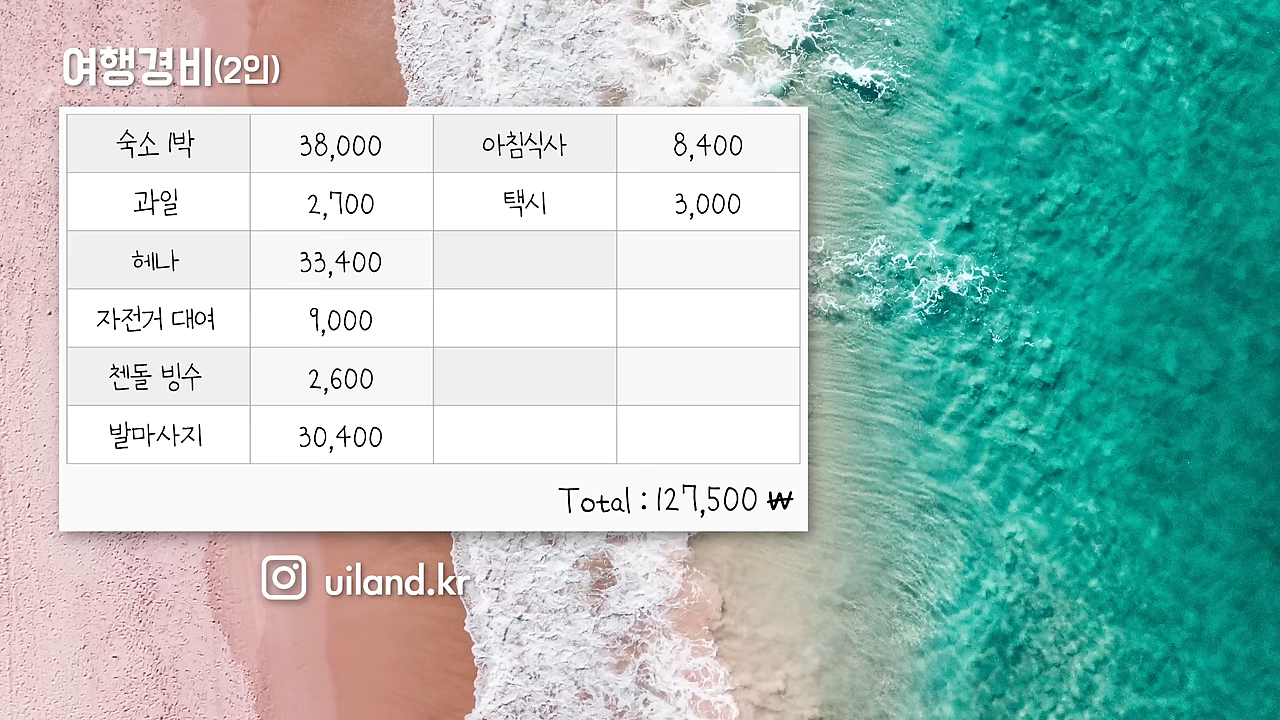 여행경비(2인)
숙소 1박 38,000 아침식사 8,400
과일 2,700 택시 3,000
헤나 33,400
자전거 대여 9,000
첸돌 빙수 2,600
발마사지 30,400
Total : 127,500 ₩
uiland.kr